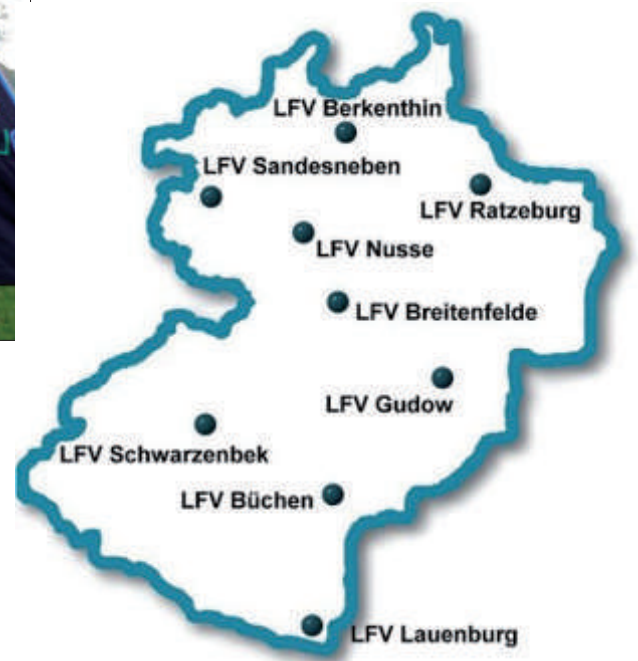 LFV Berkenthin
LFV Sandesneben
LFV Ratzeburg
LFV Nusse
LFV Breitenfelde
LFV Gudow
LFV Schwarzenbek
LFV Büchen
LFV Lauenburg